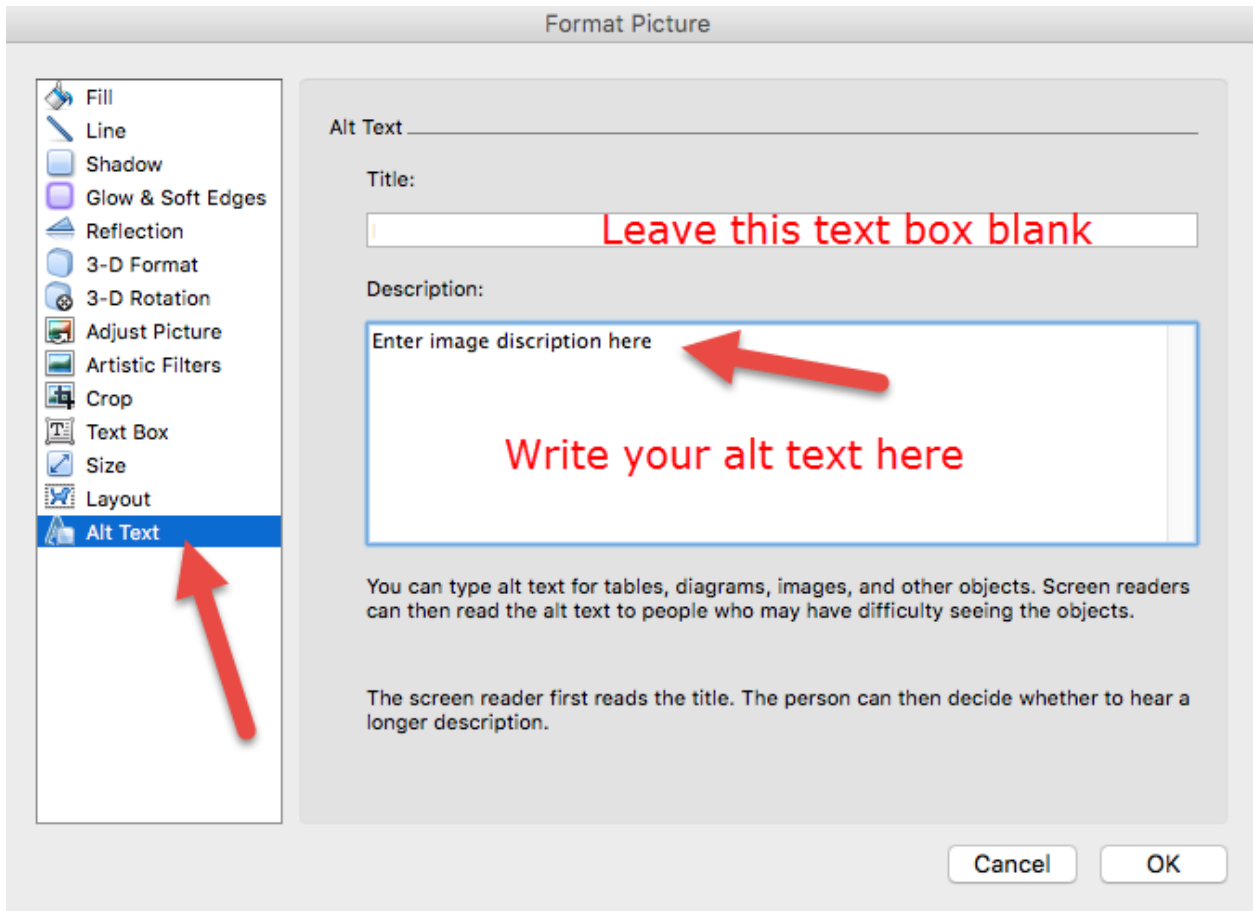 Format Picture
Fill
Line
Shadow
Glow & Soft Edges
Reflection
3-D Format
3-D Rotation
Adjust Picture
Artistic Filters
Crop
Text Box
Size
Layout
Alt Text
Alt Text
Title:
Leave this text box blank
Description:
Enter image discription here
Write your alt text here
You can type alt text for tables, diagrams, images, and other objects. Screen readers
can then read the alt text to people who may have difficulty seeing the objects.
The screen reader first reads the title. The person can then decide whether to hear a
longer description.
Cancel
OK